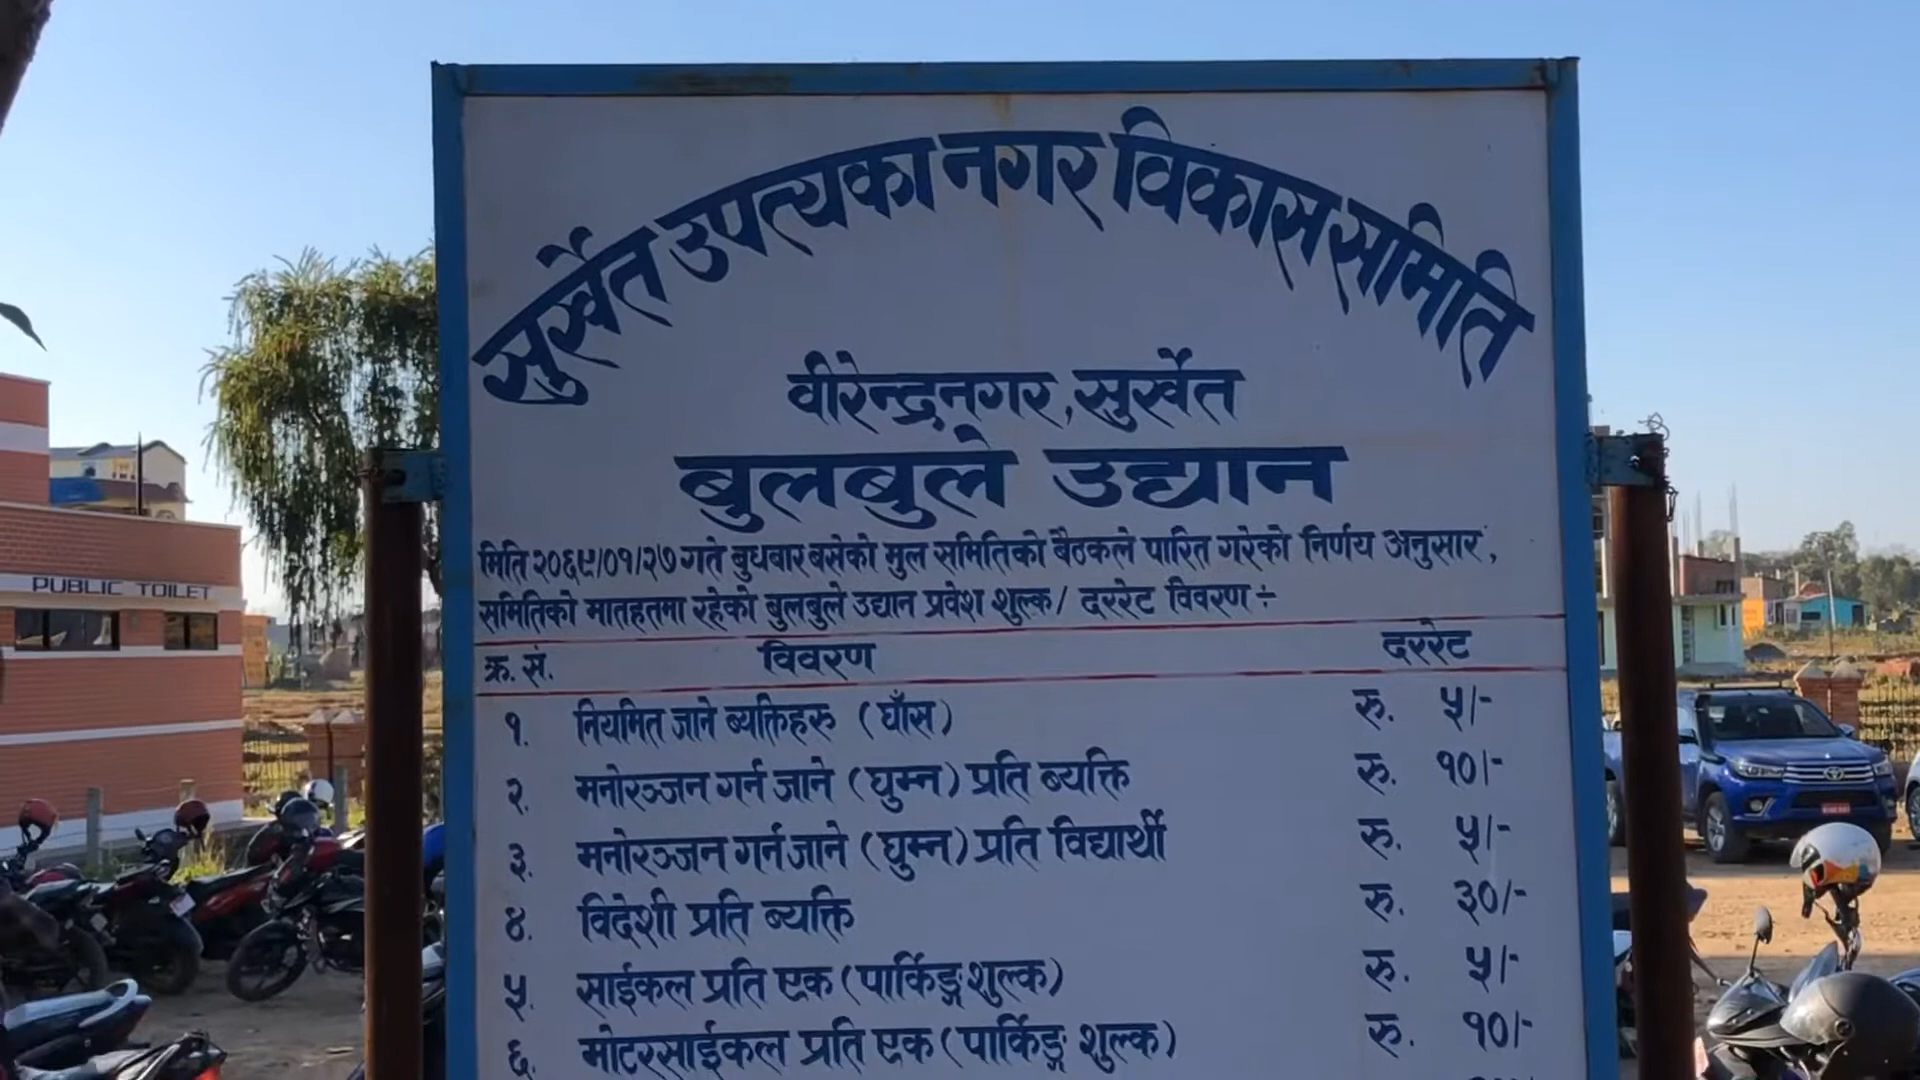 सुर्खेत उपत्यका नगर विकास समिति
वीरेन्द्रनगर, सुर्खेत
बुलबुले उद्यान
मिति २०६९/०१/२७ गते बुधबार बसेको मुल समितिको बैठकले पारित गरेको निर्णय अनुसार,
समितिको मातहतमा रहेको बुलबुले उद्यान प्रवेश शुल्क/ दररेट विवरण ÷
क्र. सं. विवरण दररेट
१. नियमित जाने ब्यक्तिहरु (घाँस) रु. ५/-
२. मनोरञ्जन गर्न जाने (घुम्न) प्रति ब्यक्ति रु. १०/-
३. मनोरञ्जन गर्न जाने (घुम्न) प्रति विद्यार्थी रु. ५/-
४. विदेशी प्रति ब्यक्ति रु. ३०/-
५. साईकल प्रति एक (पार्किङ्ग शुल्क) रु. ५/-
६. मोटरसाईकल प्रति एक (पार्किङ्ग शुल्क) रु. १०/-
PUBLIC TOILET